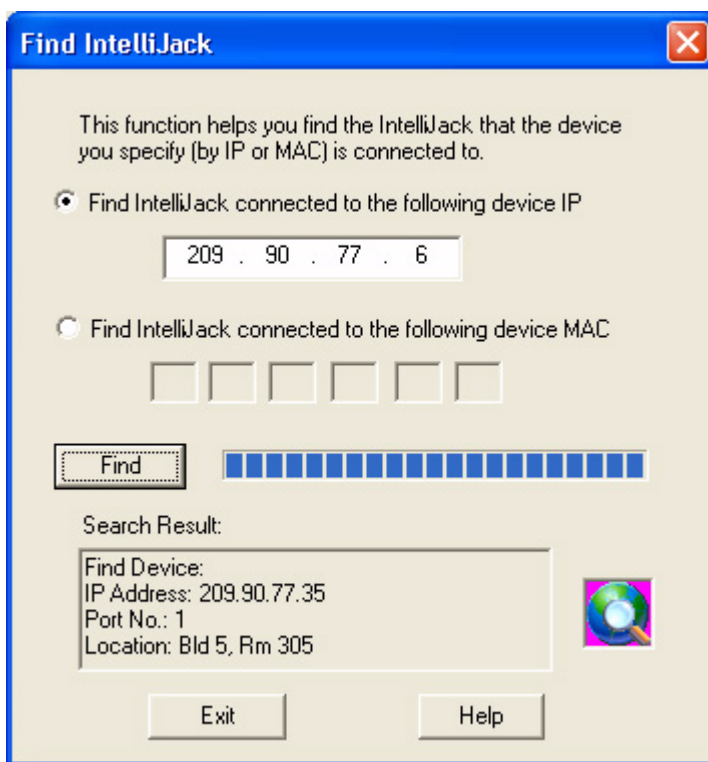 Find IntelliJack
This function helps you find the IntelliJack that the device
you specify (by IP or MAC) is connected to.
Find IntelliJack connected to the following device IP
209 . 90 . 77 . 6
Find IntelliJack connected to the following device MAC
Find
Search Result:
Find Device:
IP Address: 209.90.77.35
Port No.: 1
Location: Bld 5, Rm 305
Exit Help